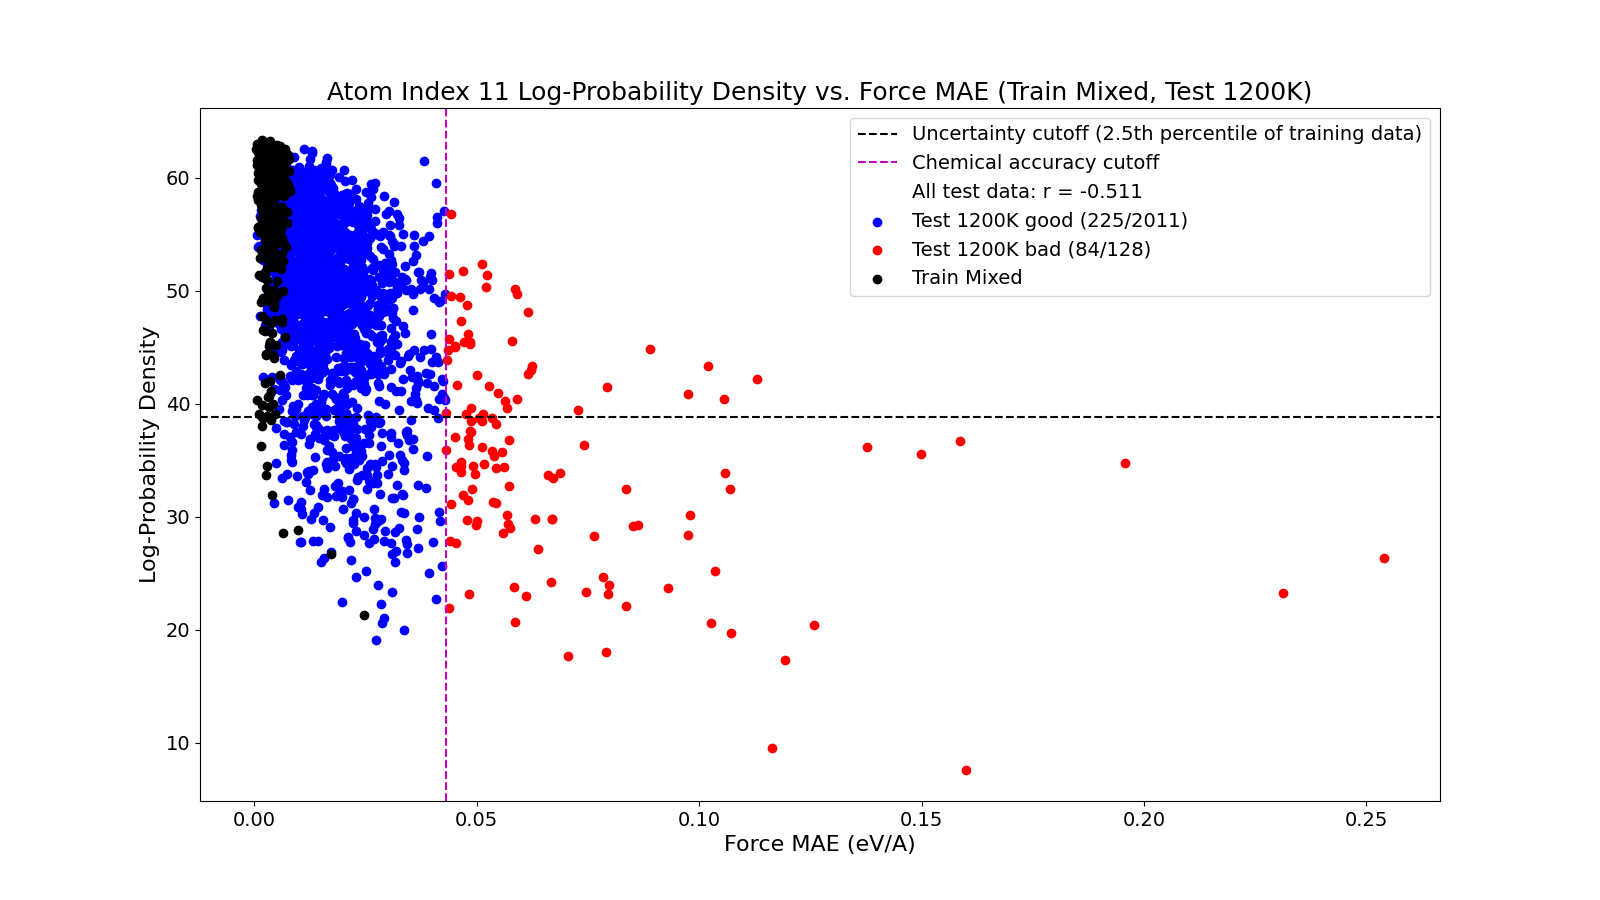 Atom Index 11 Log-Probability Density vs. Force MAE (Train Mixed, Test 1200K)
Uncertainty cutoff (2.5th percentile of training data)
Chemical accuracy cutoff
All test data: r = -0.511
Test 1200K good (225/2011)
Test 1200K bad (84/128)
Train Mixed
Log-Probability Density
60
50
40
30
20
10
0.00 0.05 0.10 0.15 0.20 0.25
Force MAE (eV/A)